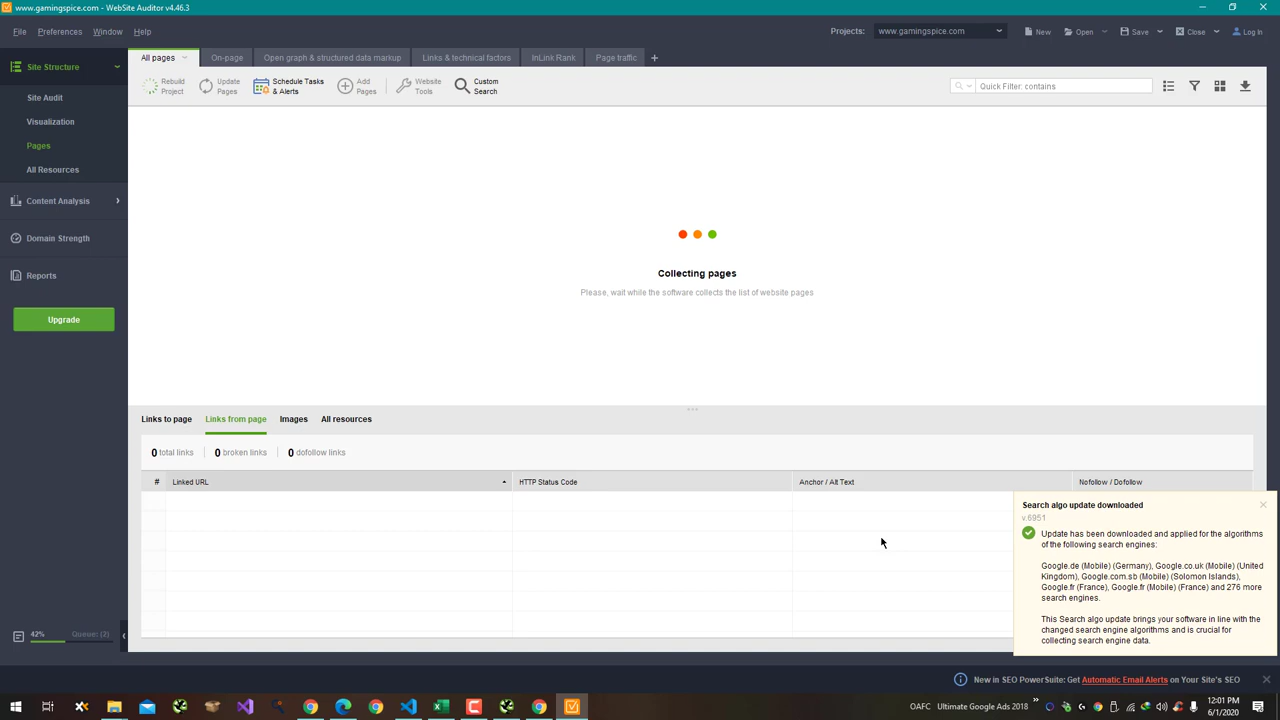 www.gamingspice.com - WebSite Auditor v4.46.3
File Preferences Window Help
Projects: www.gamingspice.com New Open Save Close Log In
Site Structure
Site Audit
Visualization
Pages
All Resources
Content Analysis
Domain Strength
Reports
Upgrade
42% Queue: (2)
All pages On-page Open graph & structured data markup Links & technical factors InLink Rank Page traffic
Rebuild Project
Update Pages
Schedule Tasks & Alerts
Add Pages
Website Tools
Custom Search
Quick Filter: contains
Collecting pages
Please, wait while the software collects the list of website pages
Links to page Links from page Images All resources
0 total links 0 broken links 0 dofollow links
# Linked URL HTTP Status Code Anchor / Alt Text Nofollow / Dofollow
Search algo update downloaded
v.6951
Update has been downloaded and applied for the algorithms
of the following search engines:
Google.de (Mobile) (Germany), Google.co.uk (Mobile) (United
Kingdom), Google.com.sb (Mobile) (Solomon Islands),
Google.fr (France), Google.fr (Mobile) (France) and 276 more
search engines.
This Search algo update brings your software in line with the
changed search engine algorithms and is crucial for
collecting search engine data.
New in SEO PowerSuite: Get Automatic Email Alerts on Your Site's SEO
OAFC Ultimate Google Ads 2018
12:01 PM
6/1/2020